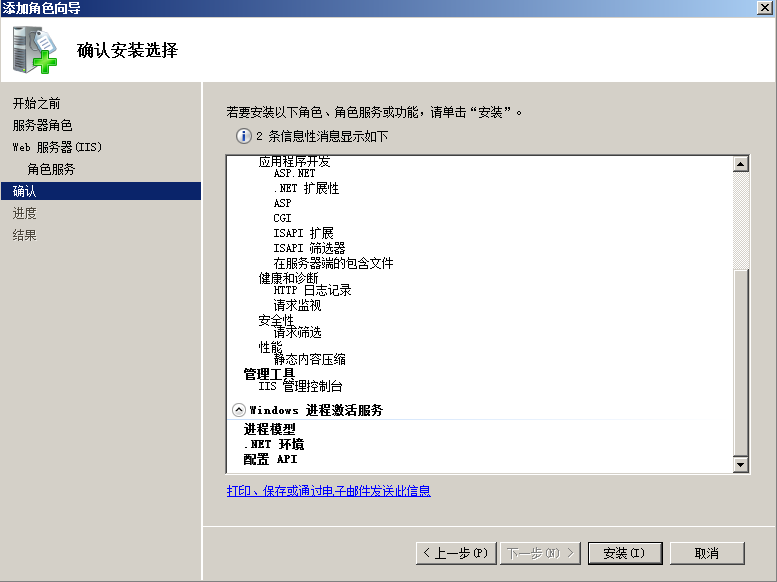 添加角色向导
确认安装选择
开始之前
服务器角色
Web 服务器(IIS)
角色服务
确认
进度
结果
若要安装以下角色、角色服务或功能，请单击“安装”。
2 条信息性消息显示如下
应用程序开发
ASP.NET
.NET 扩展性
ASP
CGI
ISAPI 扩展
ISAPI 筛选器
在服务器端的包含文件
健康和诊断
HTTP 日志记录
请求监视
安全性
请求筛选
性能
静态内容压缩
管理工具
IIS 管理控制台
Windows 进程激活服务
进程模型
.NET 环境
配置 API
打印、保存或通过电子邮件发送此信息
< 上一步(P) 下一步(N) > 安装(I) 取消